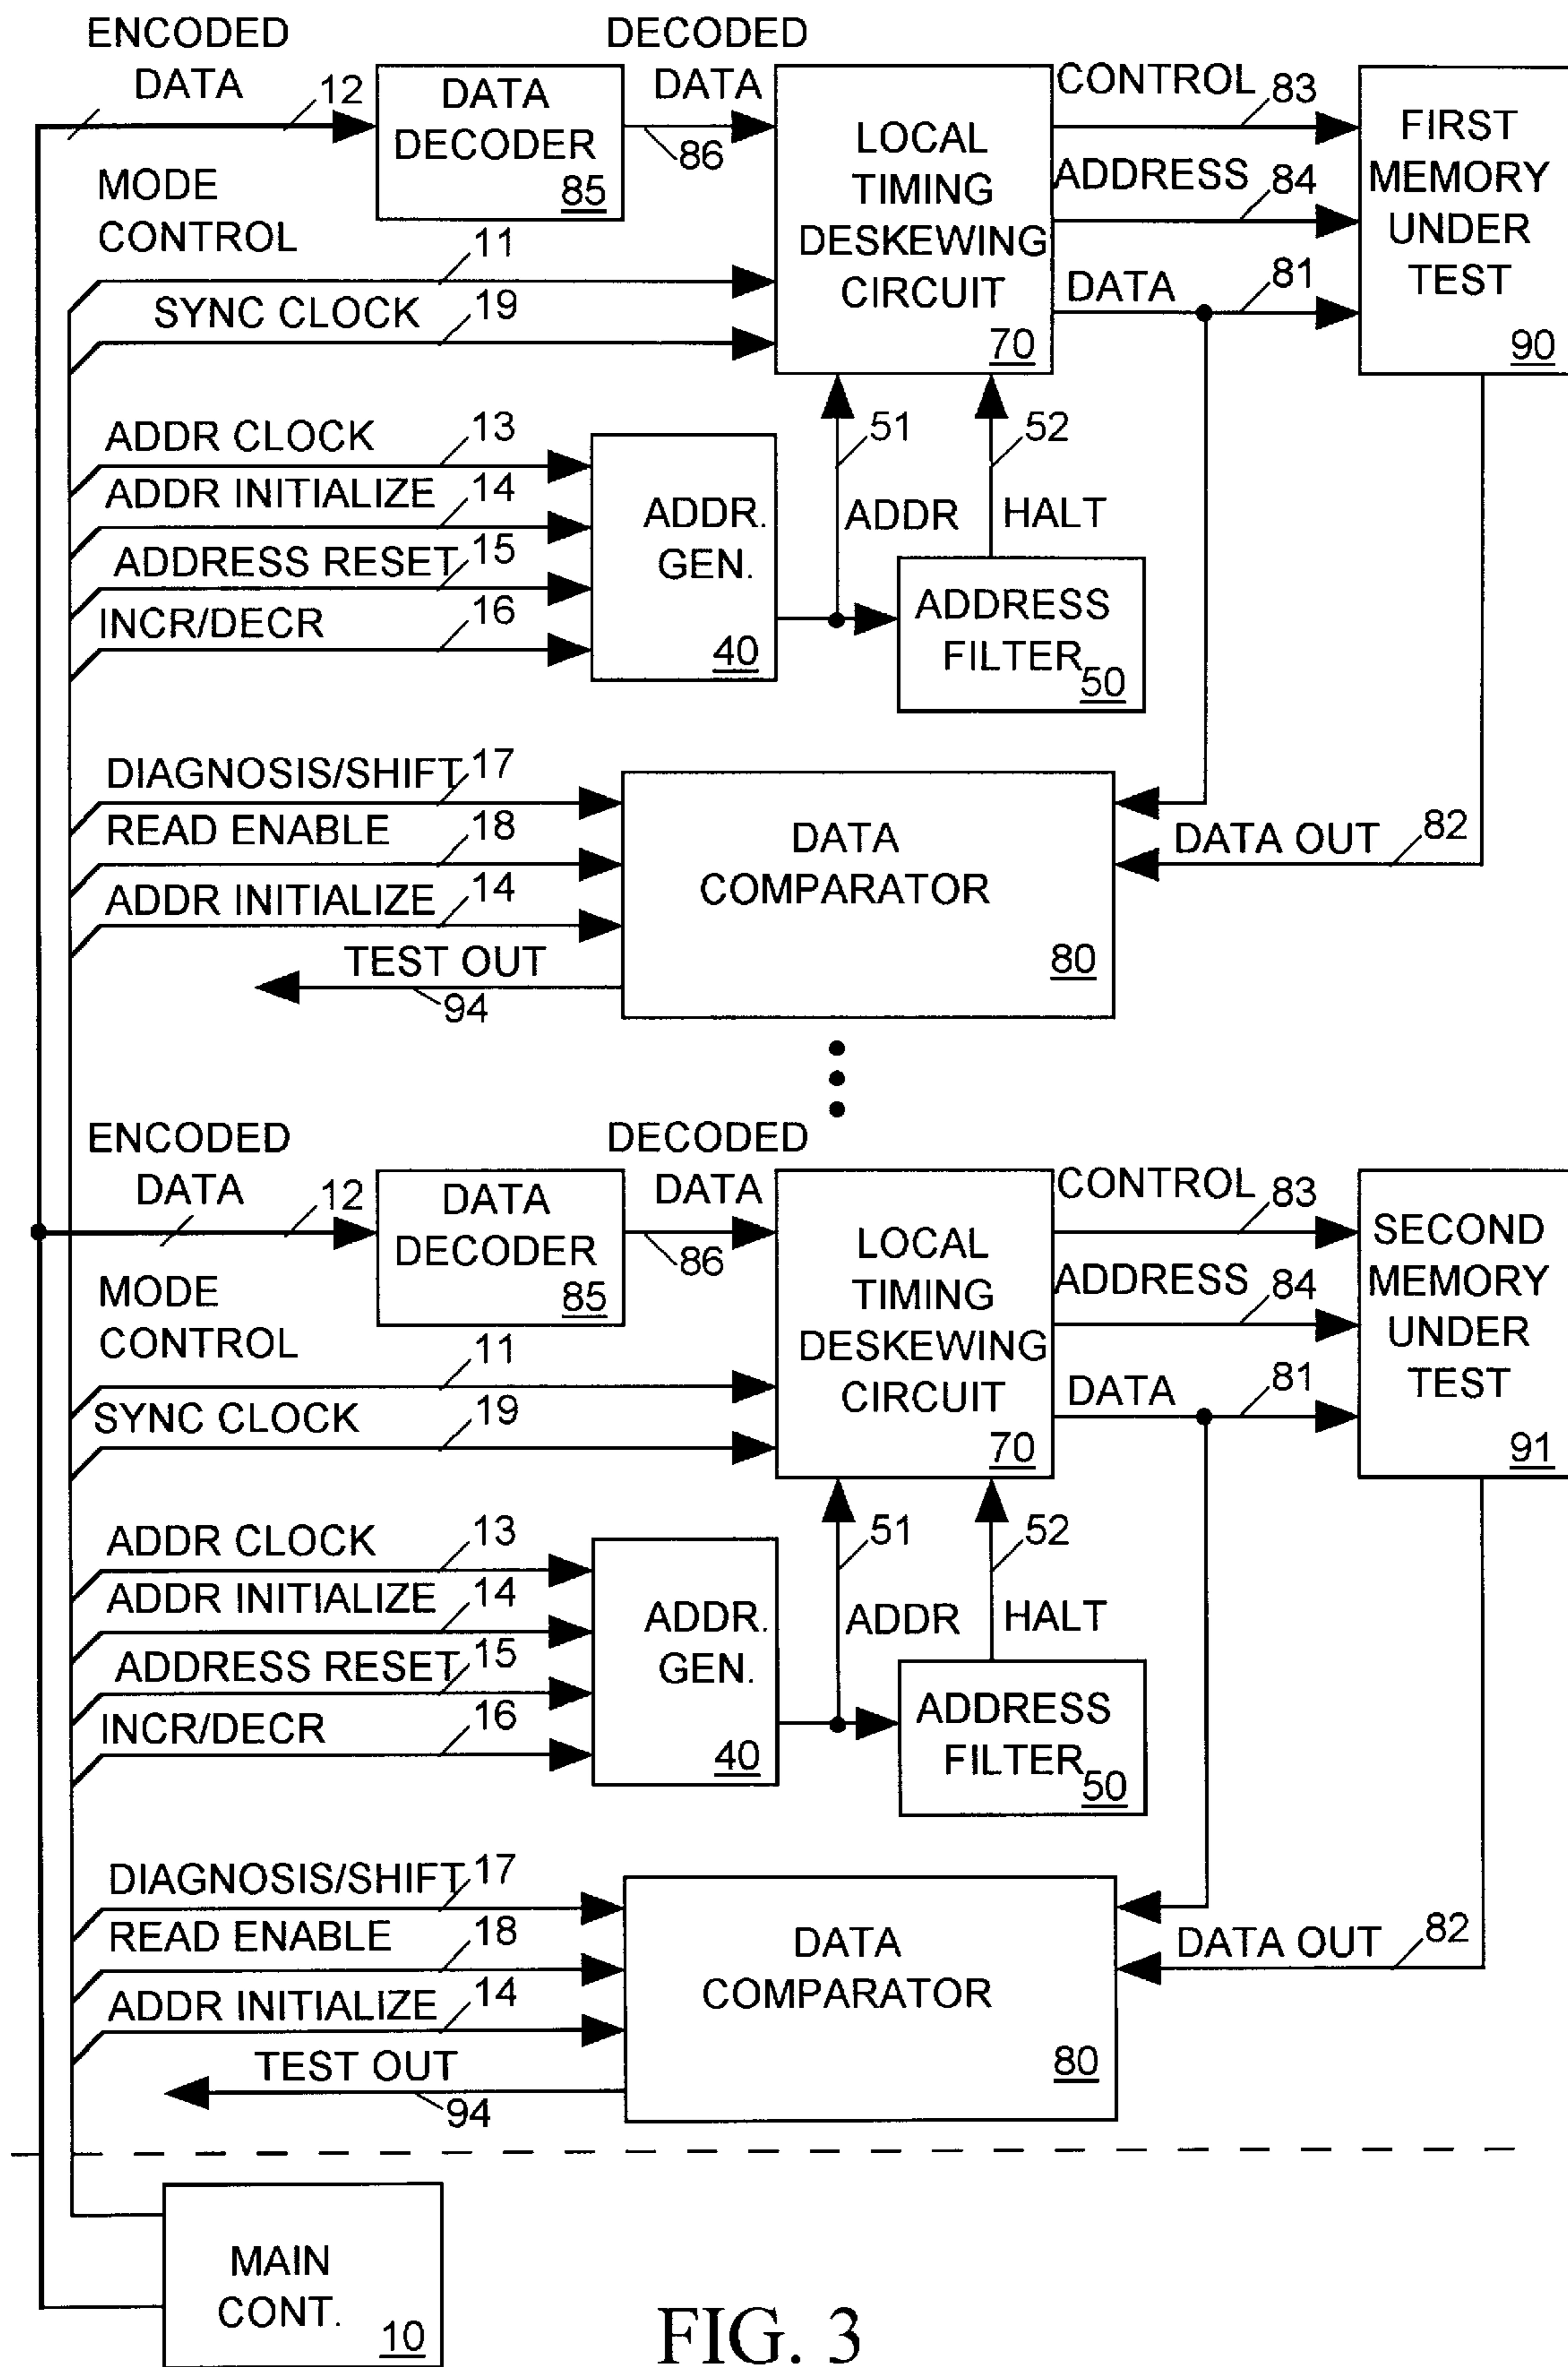 ENCODED
DATA
12
DATA
DECODER
85
DECODED
DATA
86
LOCAL
TIMING
DESKEWING
CIRCUIT
70
CONTROL
83
ADDRESS
84
DATA
81
FIRST
MEMORY
UNDER
TEST
90
MODE
CONTROL
11
SYNC CLOCK
19
ADDR CLOCK
13
ADDR INITIALIZE
14
ADDRESS RESET
15
INCR/DECR
16
ADDR.
GEN.
40
51
ADDR
52
HALT
ADDRESS
FILTER
50
DIAGNOSIS/SHIFT
17
READ ENABLE
18
ADDR INITIALIZE
14
TEST OUT
94
DATA
COMPARATOR
80
DATA OUT
82
ENCODED
DATA
12
DATA
DECODER
85
DECODED
DATA
86
LOCAL
TIMING
DESKEWING
CIRCUIT
70
CONTROL
83
ADDRESS
84
DATA
81
SECOND
MEMORY
UNDER
TEST
91
MODE
CONTROL
11
SYNC CLOCK
19
ADDR CLOCK
13
ADDR INITIALIZE
14
ADDRESS RESET
15
INCR/DECR
16
ADDR.
GEN.
40
51
ADDR
52
HALT
ADDRESS
FILTER
50
DIAGNOSIS/SHIFT
17
READ ENABLE
18
ADDR INITIALIZE
14
TEST OUT
94
DATA
COMPARATOR
80
DATA OUT
82
MAIN
CONT.
10
FIG. 3